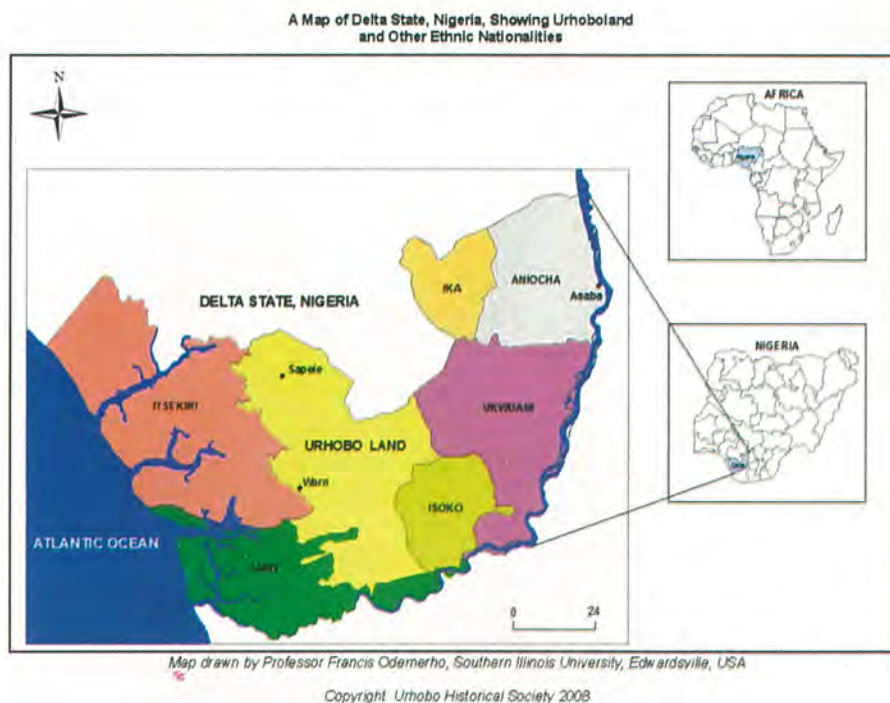 A Map of Delta State, Nigeria, Showing Urhoboland
and Other Ethnic Nationalities
N
AFRICA
Nigeria
DELTA STATE, NIGERIA
IKA
ANIOCHA
Asaba
NIGERIA
Sapele
ITSEKIRI
UKWUANI
URHOBO LAND
Warri
ISOKO
ATLANTIC OCEAN
0 24
Map drawn by Professor Francis Odemerho, Southern Illinois University, Edwardsville, USA
Copyright Urhobo Historical Society 2008